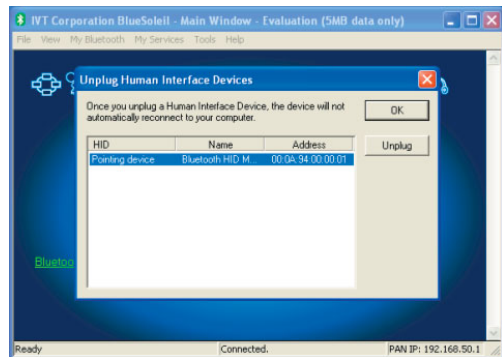 IVT Corporation BlueSoleil - Main Window - Evaluation (5MB data only)
File View My Bluetooth My Services Tools Help
Unplug Human Interface Devices
Once you unplug a Human Interface Device, the device will not
automatically reconnect to your computer.
OK
Unplug
HID Name Address
Pointing device Bluetooth HID M... 00:0A:94:00:00:01
Bluetoo
Ready Connected. PAN IP: 192.168.50.1